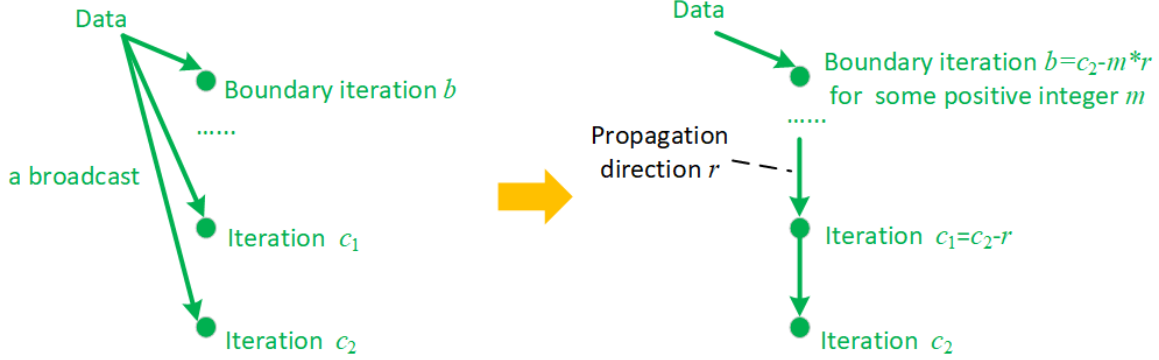 Data
Boundary iteration b
......
a broadcast
Iteration c₁
Iteration c₂
Data
Boundary iteration b=c₂-m*r
for some positive integer m
......
Propagation
direction r
Iteration c₁=c₂-r
Iteration c₂